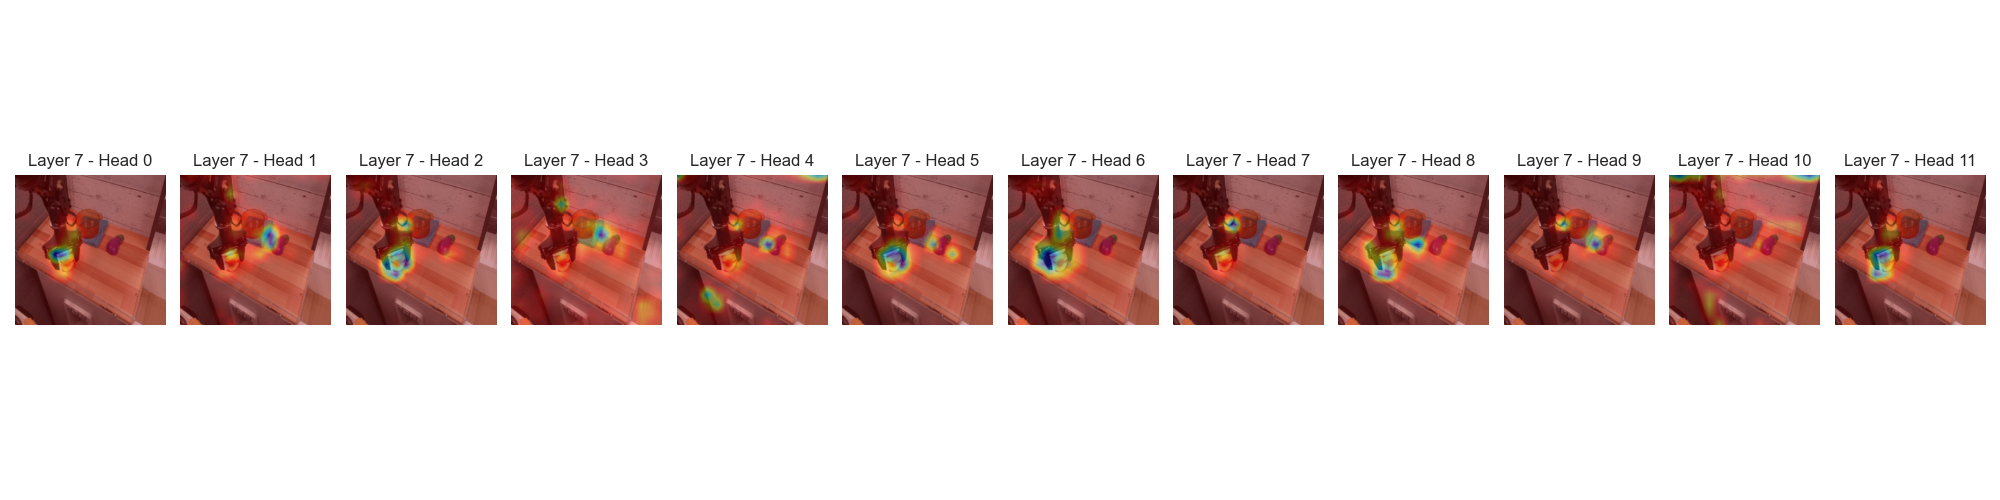 Layer 7 - Head 0
Layer 7 - Head 1
Layer 7 - Head 2
Layer 7 - Head 3
Layer 7 - Head 4
Layer 7 - Head 5
Layer 7 - Head 6
Layer 7 - Head 7
Layer 7 - Head 8
Layer 7 - Head 9
Layer 7 - Head 10
Layer 7 - Head 11